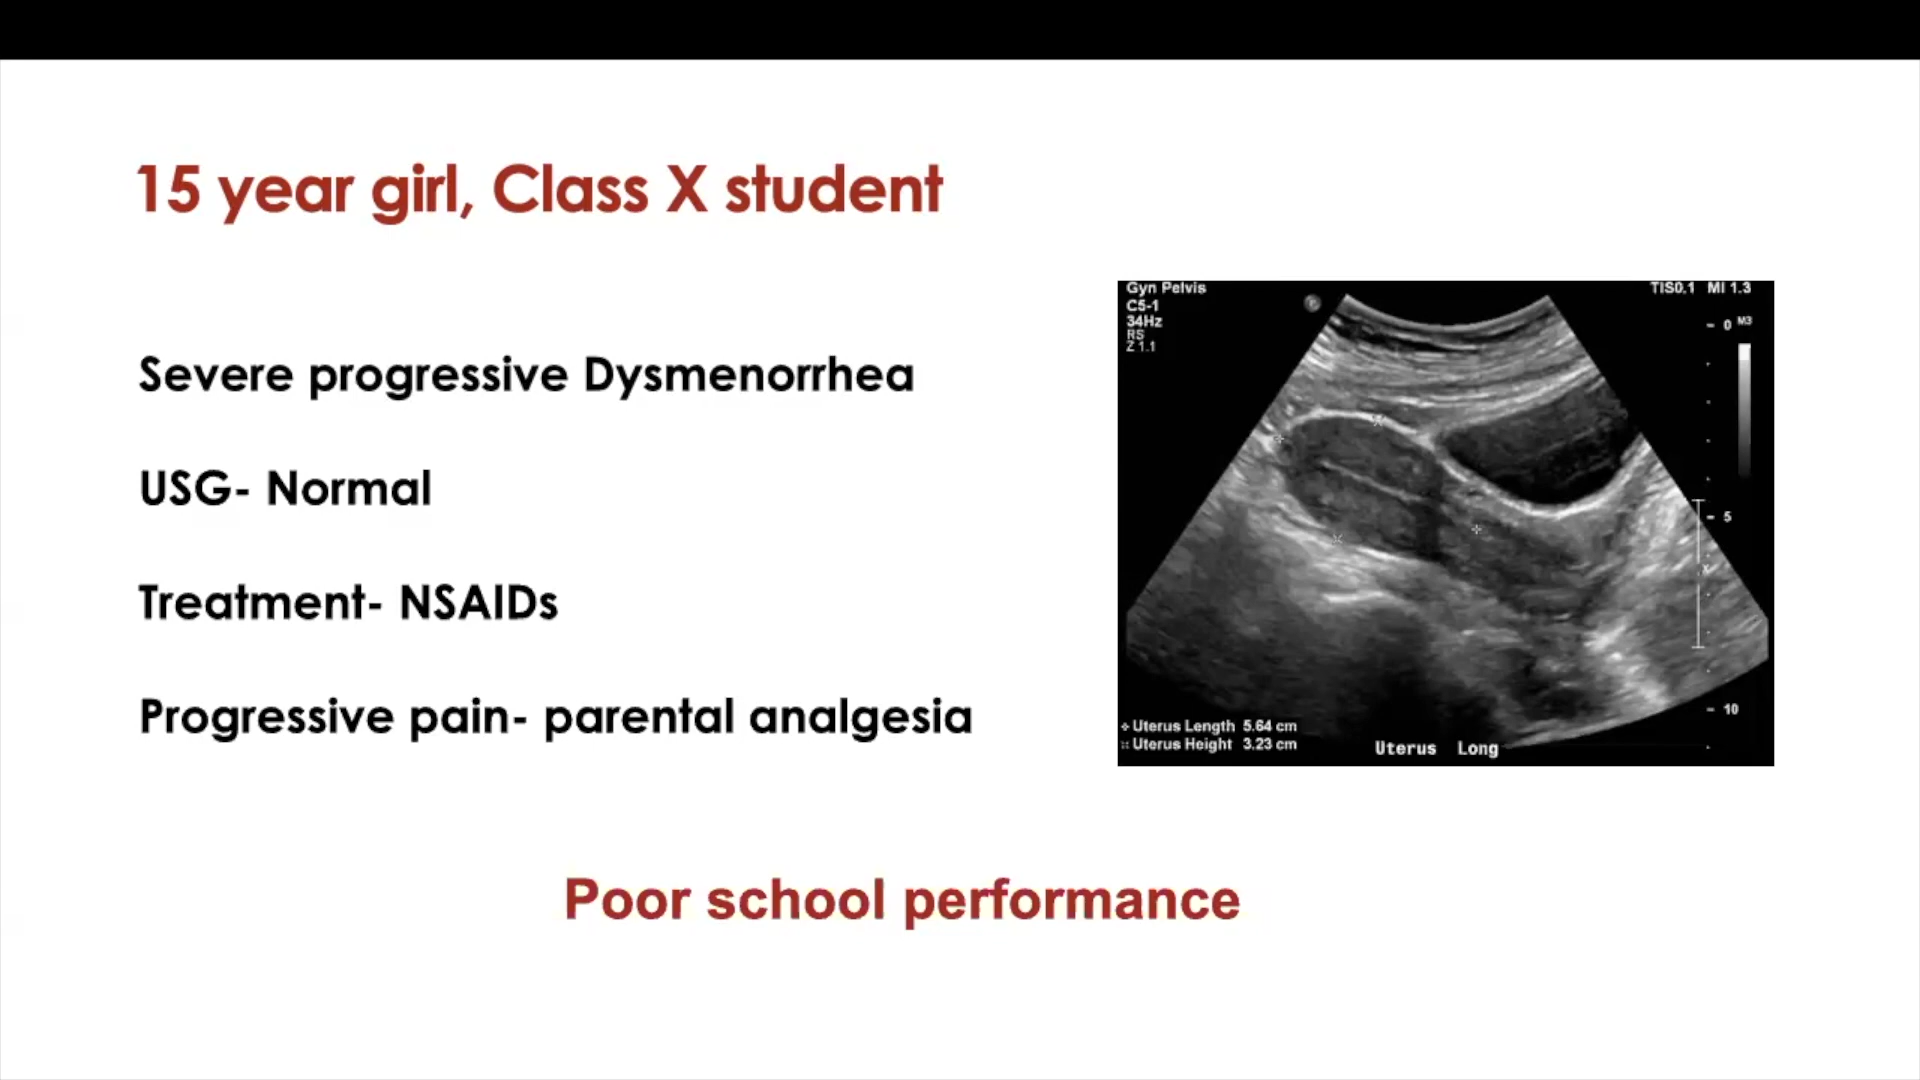 15 year girl, Class X student
Severe progressive Dysmenorrhea
USG- Normal
Treatment- NSAIDs
Progressive pain- parental analgesia
Gyn Pelvis
C5-1
34Hz
RS
Z 1.1
TIS0.1 MI 1.3
0 M3
5
10
Uterus Length 5.64 cm
Uterus Height 3.23 cm
Uterus Long
Poor school performance